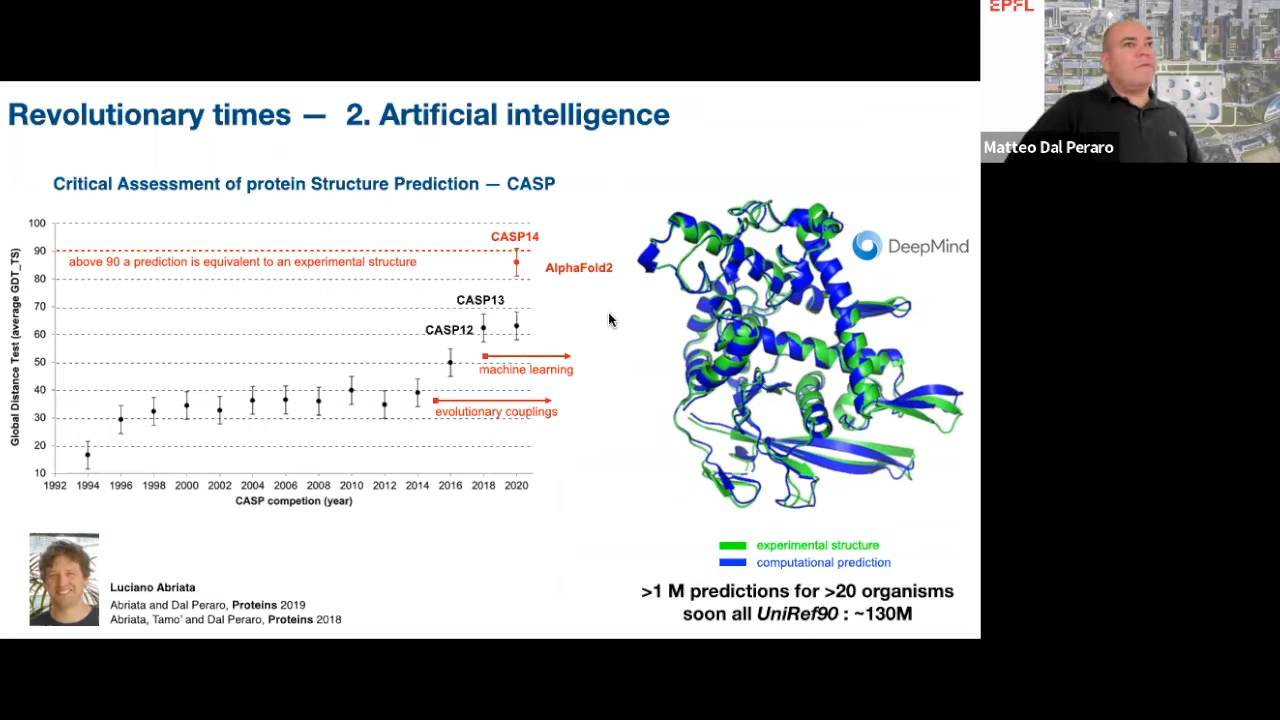 EPFL
Matteo Dal Peraro
Revolutionary times — 2. Artificial intelligence
Critical Assessment of protein Structure Prediction — CASP
Global Distance Test (average GDT_TS)
100
90
80
70
60
50
40
30
20
10
above 90 a prediction is equivalent to an experimental structure
CASP14
AlphaFold2
CASP13
CASP12
machine learning
evolutionary couplings
1992 1994 1996 1998 2000 2002 2004 2006 2008 2010 2012 2014 2016 2018 2020
CASP competion (year)
DeepMind
experimental structure
computational prediction
>1 M predictions for >20 organisms
soon all UniRef90 : ~130M
Luciano Abriata
Abriata and Dal Peraro, Proteins 2019
Abriata, Tamo' and Dal Peraro, Proteins 2018